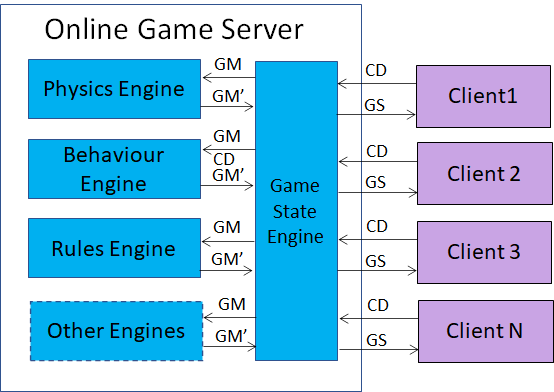 Online Game Server
Physics Engine
GM
GM’
Behaviour
Engine
GM
CD
GM’
Rules Engine
GM
GM’
Other Engines
GM
GM’
Game
State
Engine
CD
GS
Client1
CD
GS
Client 2
CD
GS
Client 3
CD
GS
Client N